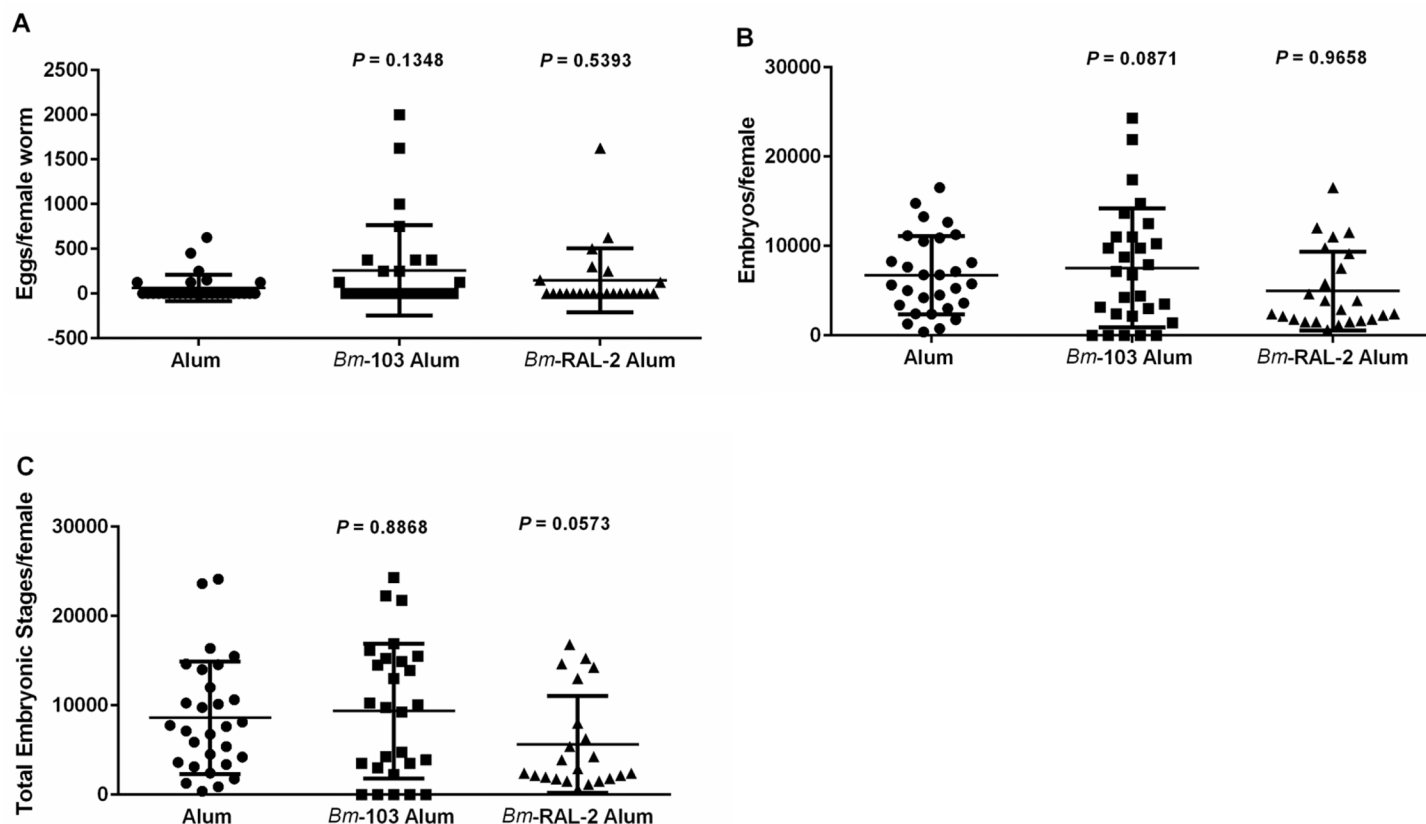 A
P = 0.1348
P = 0.5393
2500
2000
1500
1000
500
0
-500
Eggs/female worm
Alum
Bm-103 Alum
Bm-RAL-2 Alum
B
P = 0.0871
P = 0.9658
30000
20000
10000
0
Embryos/female
Alum
Bm-103 Alum
Bm-RAL-2 Alum
C
P = 0.8868
P = 0.0573
30000
20000
10000
0
Total Embryonic Stages/female
Alum
Bm-103 Alum
Bm-RAL-2 Alum